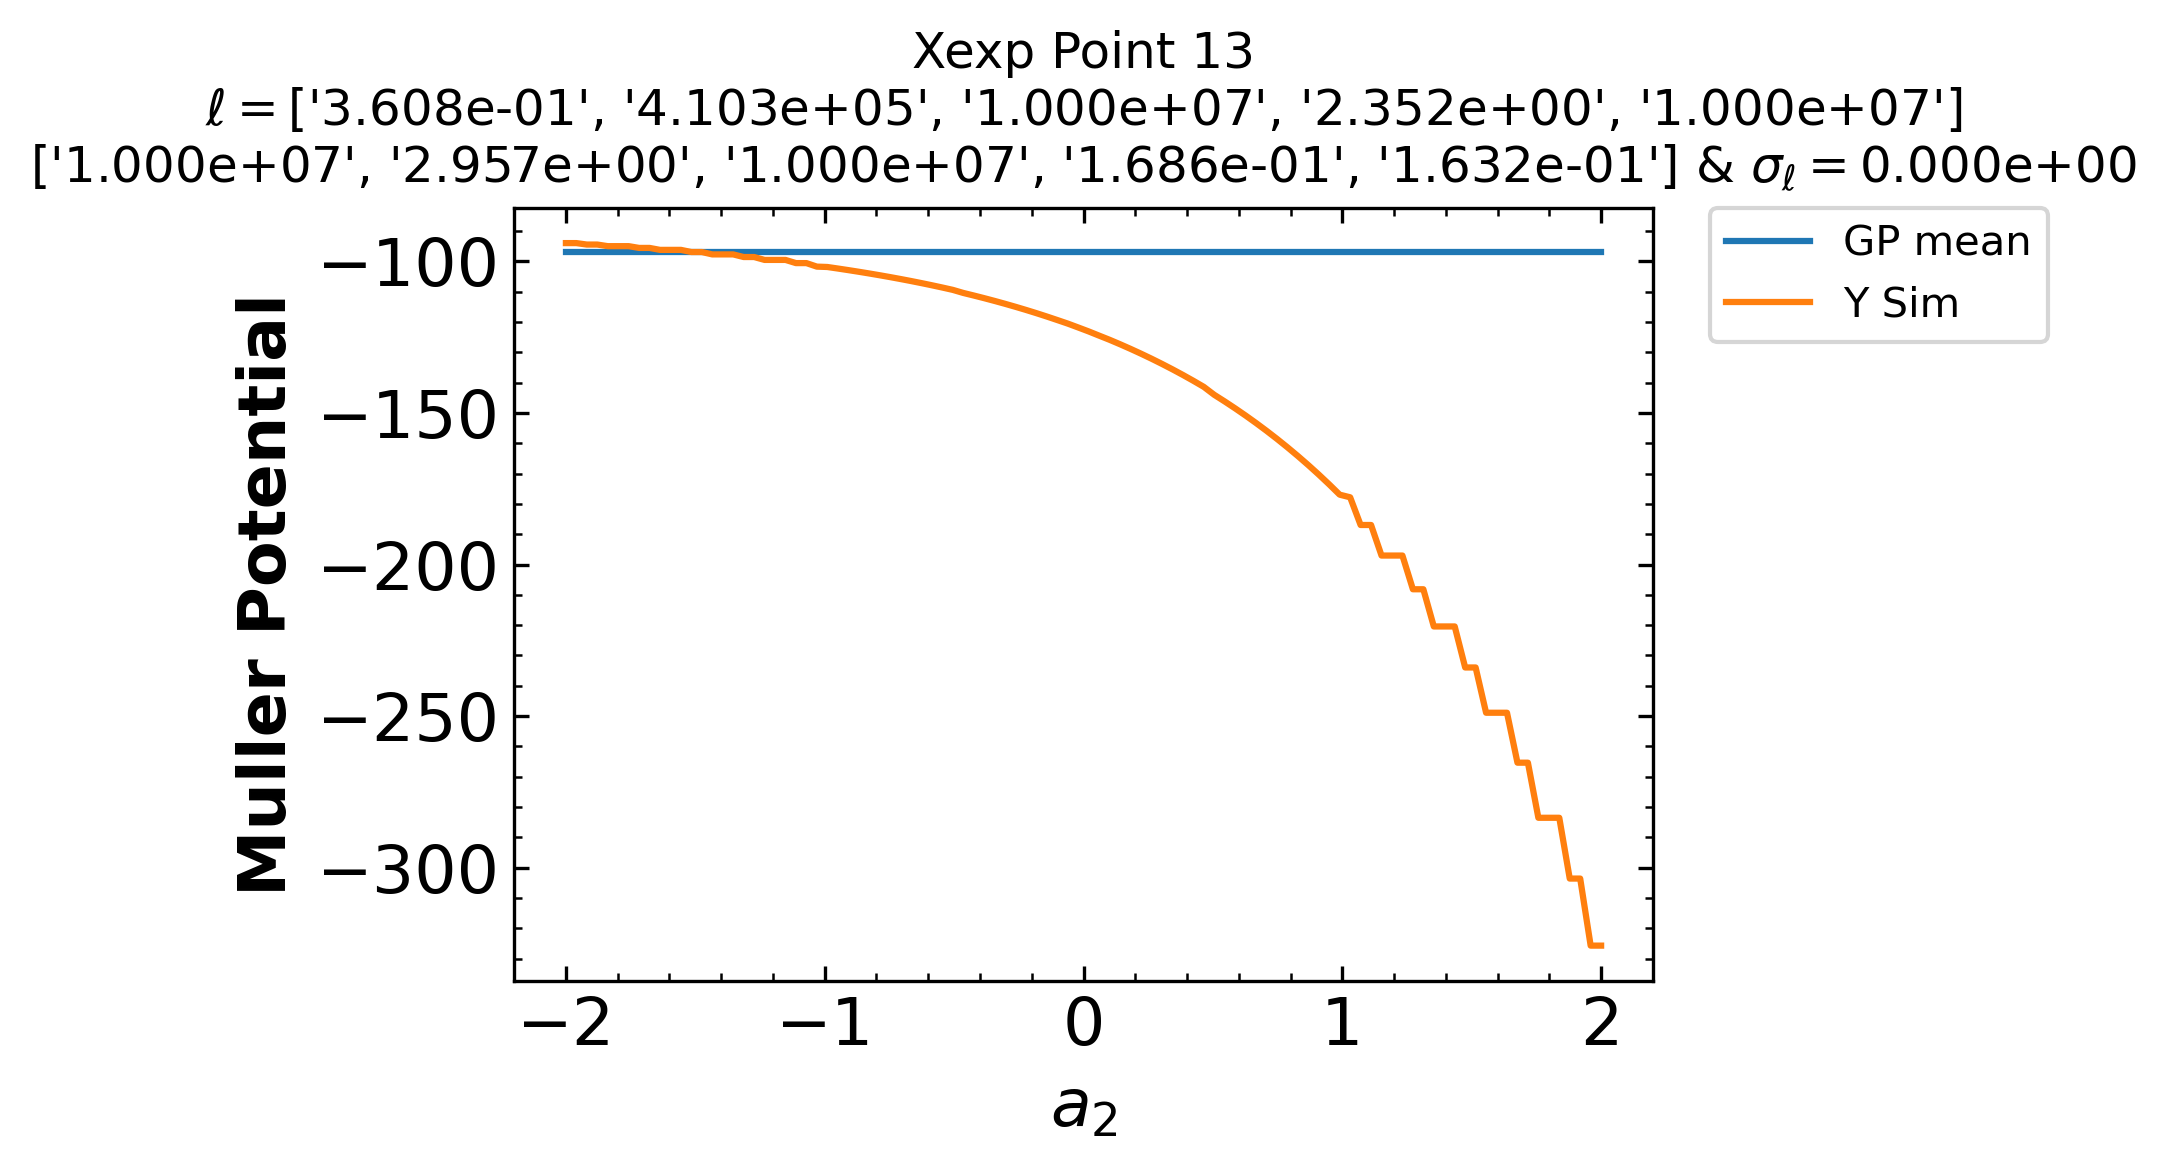 Xexp Point 13
ℓ = ['3.608e-01', '4.103e+05', '1.000e+07', '2.352e+00', '1.000e+07']
['1.000e+07', '2.957e+00', '1.000e+07', '1.686e-01', '1.632e-01'] & σℓ = 0.000e+00
GP mean
Y Sim
Muller Potential
−100
−150
−200
−250
−300
−2 −1 0 1 2
a₂